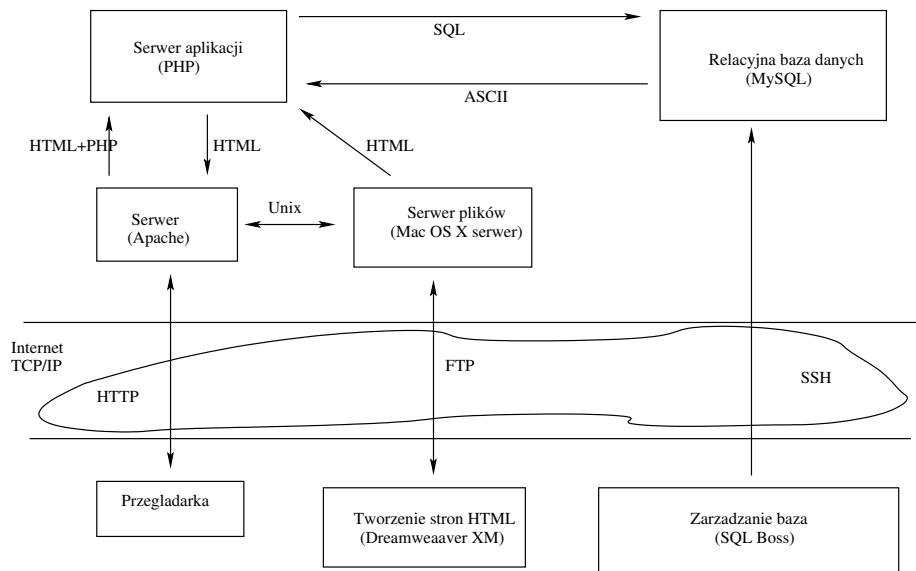 SQL
Serwer aplikacji
(PHP)
Relacyjna baza danych
(MySQL)
ASCII
HTML+PHP
HTML
HTML
Unix
Serwer
(Apache)
Serwer plików
(Mac OS X serwer)
Internet
TCP/IP
HTTP
FTP
SSH
Przegladarka
Tworzenie stron HTML
(Dreamweaaver XM)
Zarzadzanie baza
(SQL Boss)